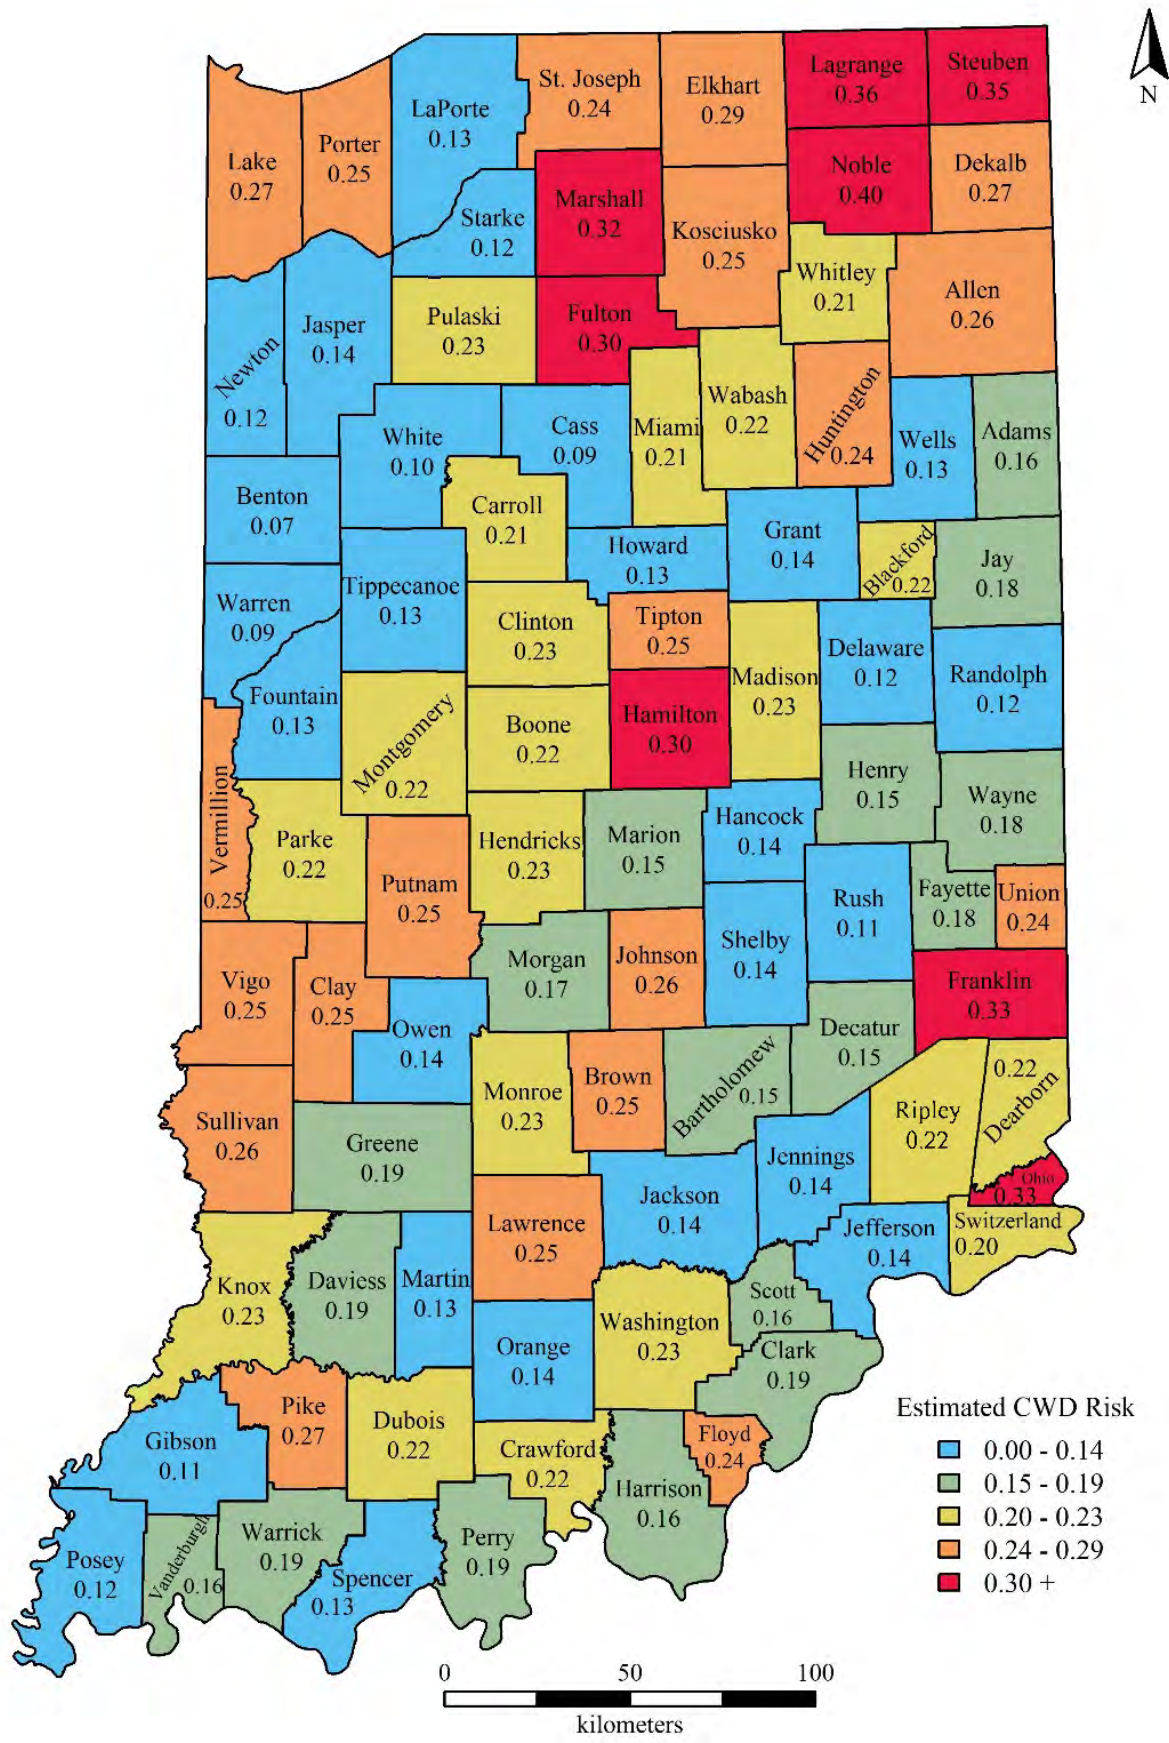 N
St. Joseph
0.24
Elkhart
0.29
Lagrange
0.36
Steuben
0.35
LaPorte
0.13
Lake
0.27
Porter
0.25
Noble
0.40
Dekalb
0.27
Marshall
0.32
Starke
0.12
Kosciusko
0.25
Whitley
0.21
Allen
0.26
Newton
0.12
Jasper
0.14
Pulaski
0.23
Fulton
0.30
Miami
0.21
Wabash
0.22
Huntington
0.24
Wells
0.13
Adams
0.16
White
0.10
Cass
0.09
Benton
0.07
Carroll
0.21
Howard
0.13
Grant
0.14
Blackford
0.22
Jay
0.18
Warren
0.09
Tippecanoe
0.13
Clinton
0.23
Tipton
0.25
Madison
0.23
Delaware
0.12
Randolph
0.12
Fountain
0.13
Montgomery
0.22
Boone
0.22
Hamilton
0.30
Henry
0.15
Wayne
0.18
Vermillion
0.25
Parke
0.22
Putnam
0.25
Hendricks
0.23
Marion
0.15
Hancock
0.14
Rush
0.11
Fayette
0.18
Union
0.24
Vigo
0.25
Clay
0.25
Morgan
0.17
Johnson
0.26
Shelby
0.14
Franklin
0.33
Owen
0.14
Decatur
0.15
Sullivan
0.26
Greene
0.19
Monroe
0.23
Brown
0.25
Bartholomew
0.15
Ripley
0.22
0.22
Dearborn
Jennings
0.14
Ohio
0.33
Lawrence
0.25
Jackson
0.14
Jefferson
0.14
Switzerland
0.20
Knox
0.23
Daviess
0.19
Martin
0.13
Orange
0.14
Washington
0.23
Scott
0.16
Clark
0.19
Gibson
0.11
Pike
0.27
Dubois
0.22
Crawford
0.22
Harrison
0.16
Floyd
0.24
Posey
0.12
Vanderburgh
0.16
Warrick
0.19
Spencer
0.13
Perry
0.19
Estimated CWD Risk
0.00 - 0.14
0.15 - 0.19
0.20 - 0.23
0.24 - 0.29
0.30 +
0 50 100
kilometers